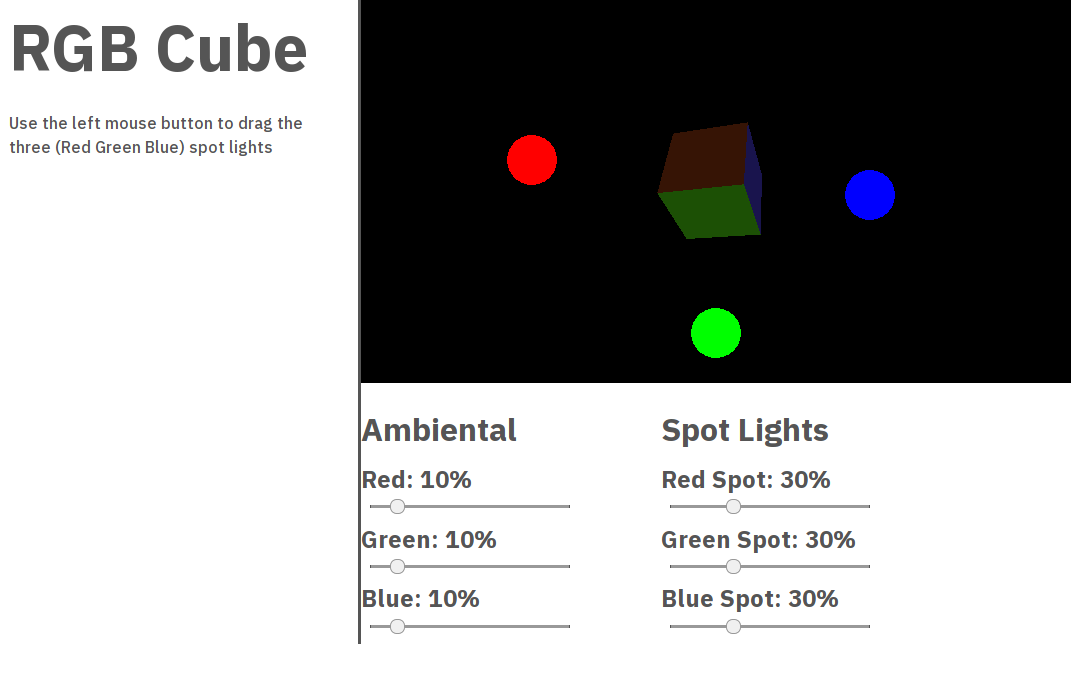 RGB Cube
Use the left mouse button to drag the
three (Red Green Blue) spot lights
Ambiental
Red: 10%
Green: 10%
Blue: 10%
Spot Lights
Red Spot: 30%
Green Spot: 30%
Blue Spot: 30%